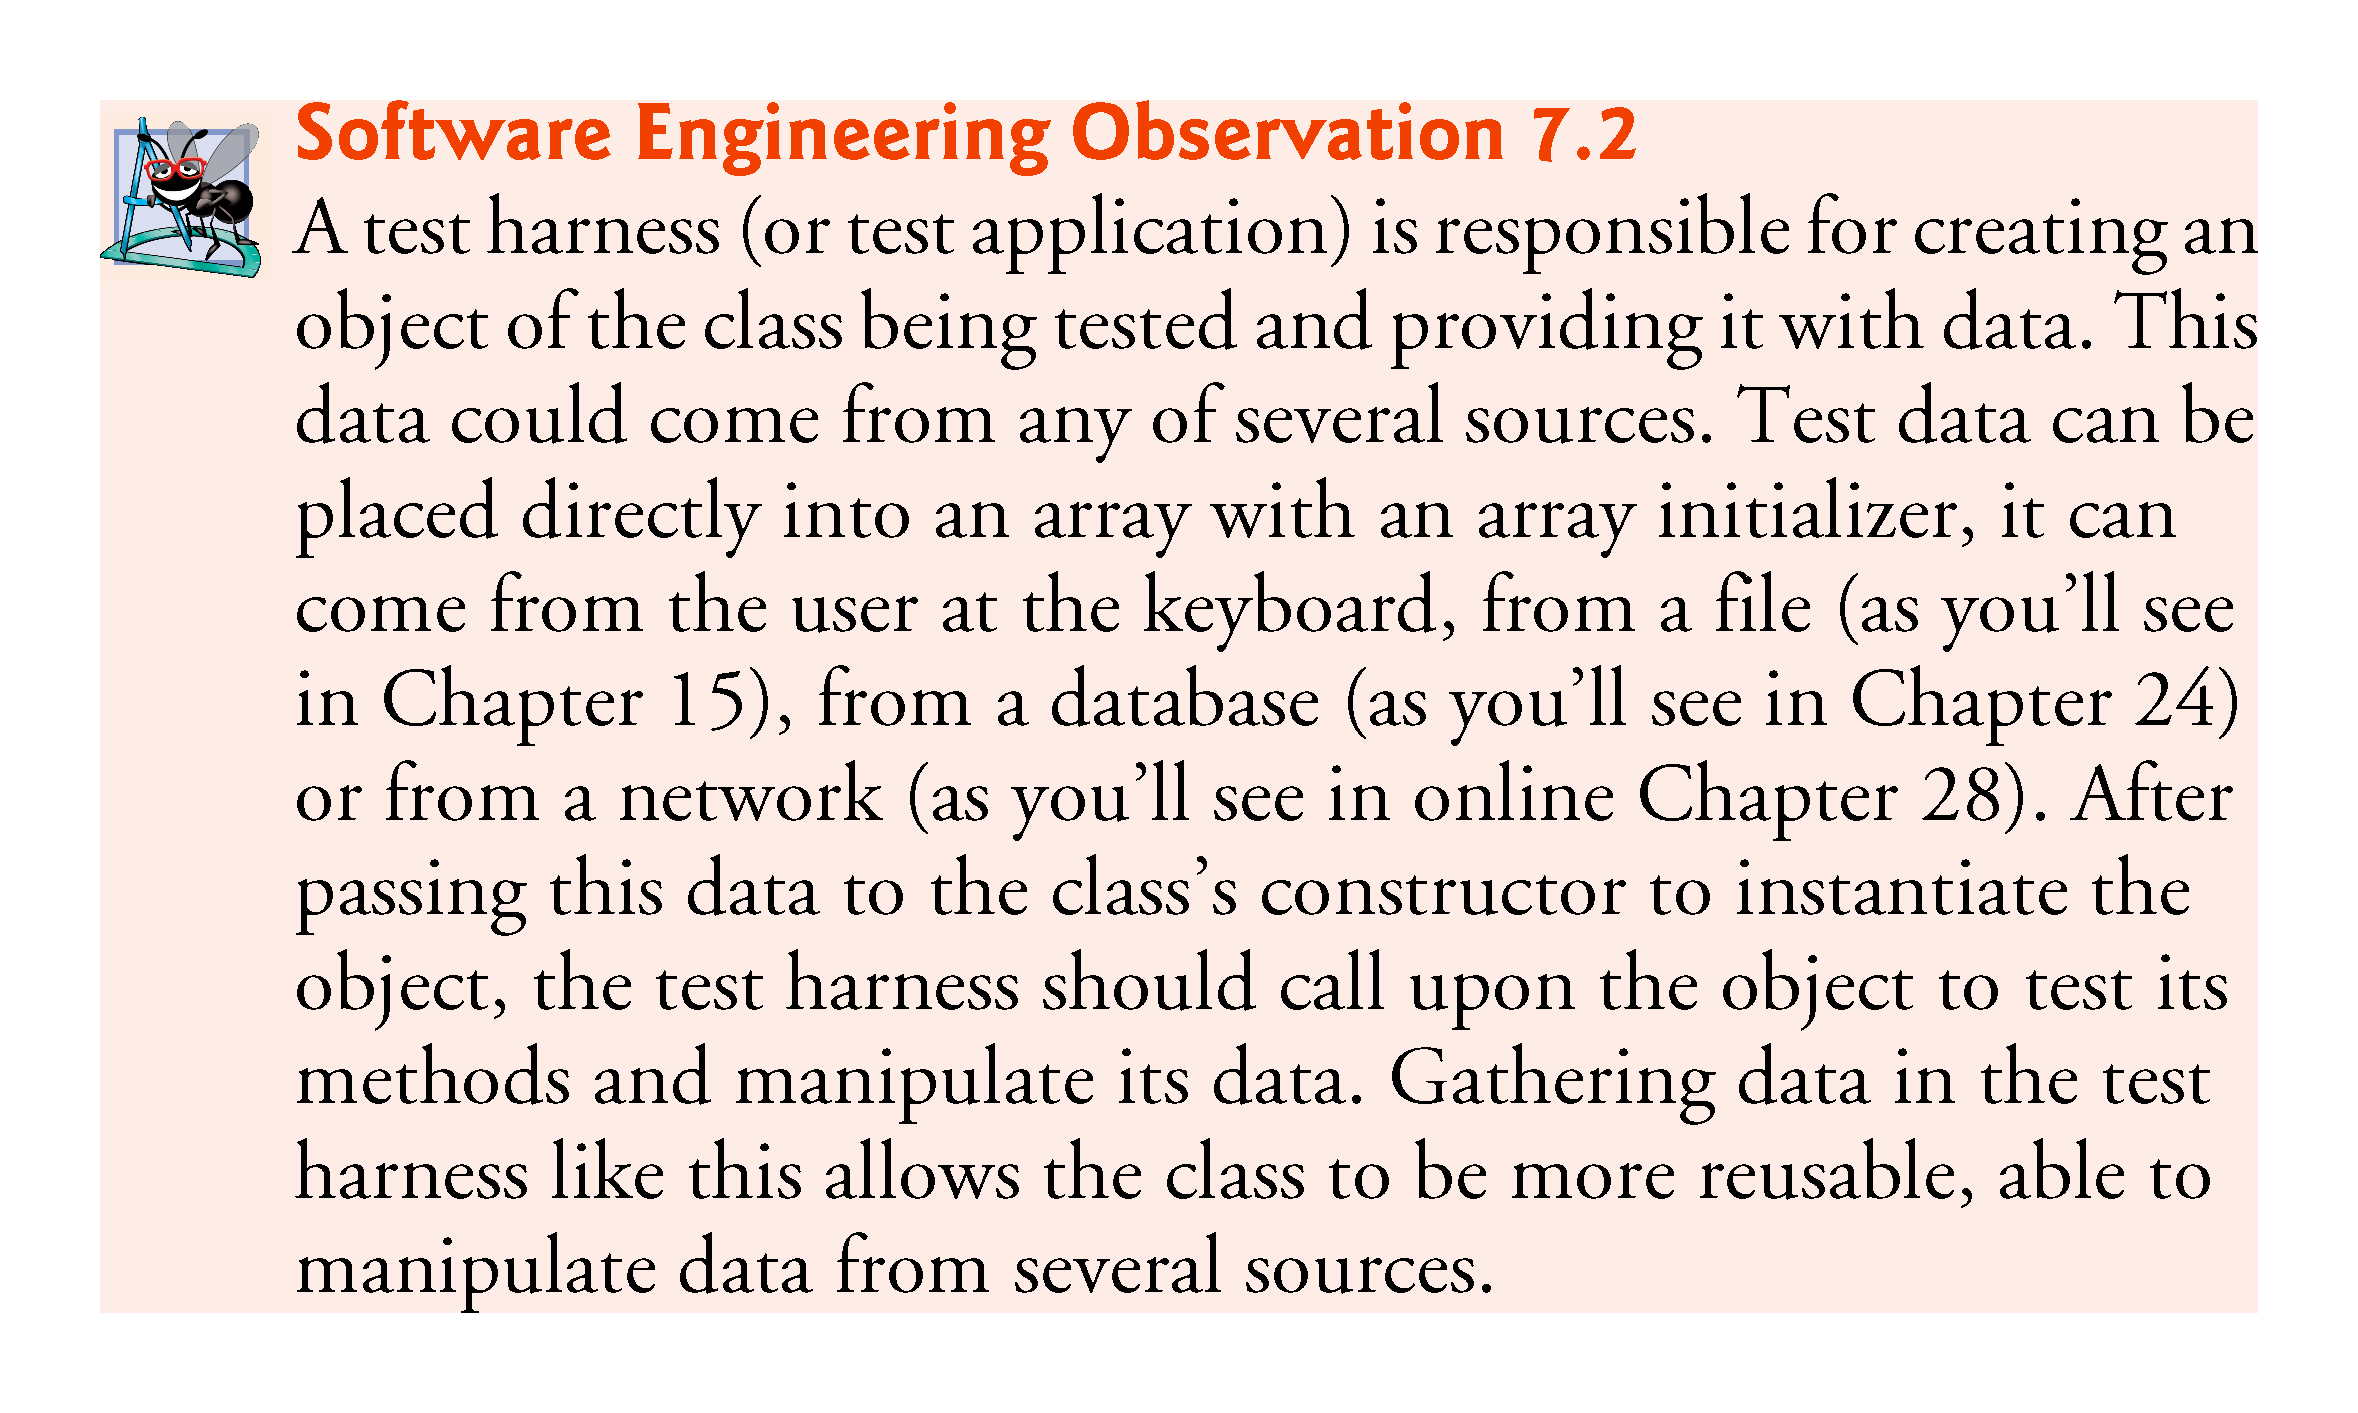 Software Engineering Observation 7.2
A test harness (or test application) is responsible for creating an
object of the class being tested and providing it with data. This
data could come from any of several sources. Test data can be
placed directly into an array with an array initializer, it can
come from the user at the keyboard, from a file (as you’ll see
in Chapter 15), from a database (as you’ll see in Chapter 24)
or from a network (as you’ll see in online Chapter 28). After
passing this data to the class’s constructor to instantiate the
object, the test harness should call upon the object to test its
methods and manipulate its data. Gathering data in the test
harness like this allows the class to be more reusable, able to
manipulate data from several sources.